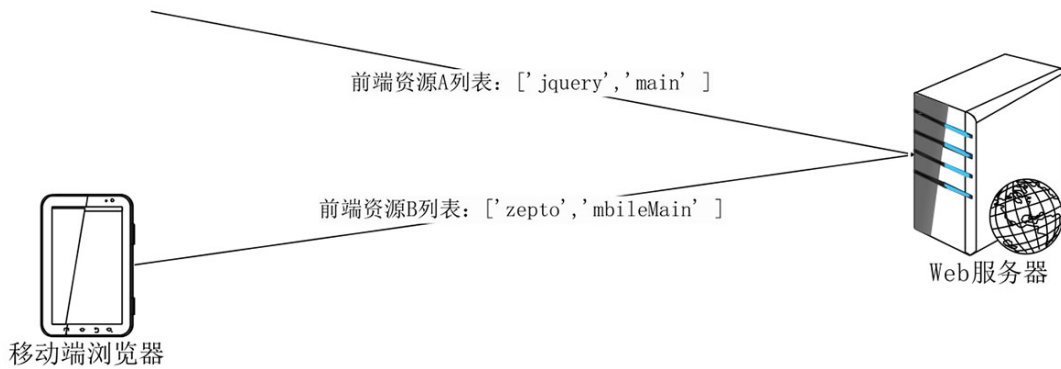 前端资源A列表：['jquery','main' ]
前端资源B列表：['zepto','mbileMain' ]
Web服务器
移动端浏览器